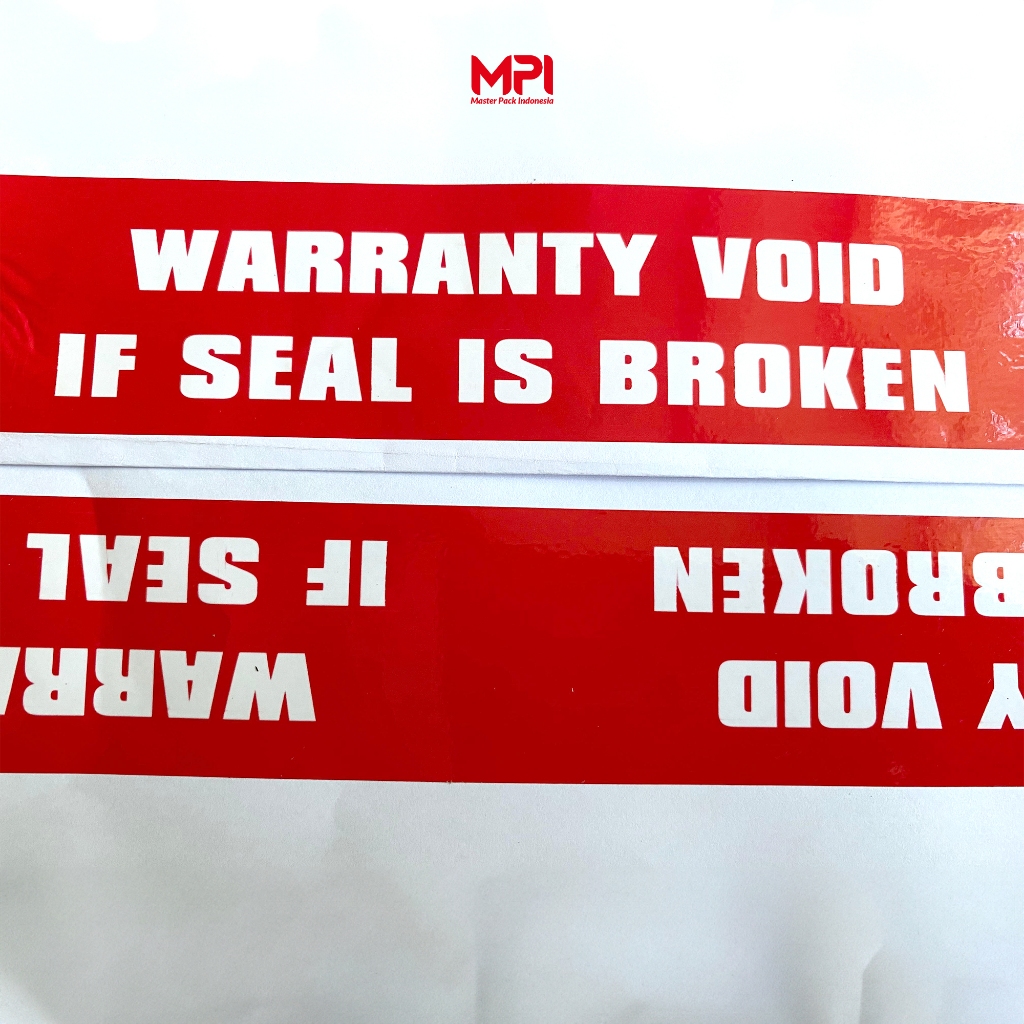 MPI
Master Pack Indonesia
WARRANTY VOID
IF SEAL IS BROKEN
IF SEAL
BROKEN
WARRA
Y VOID